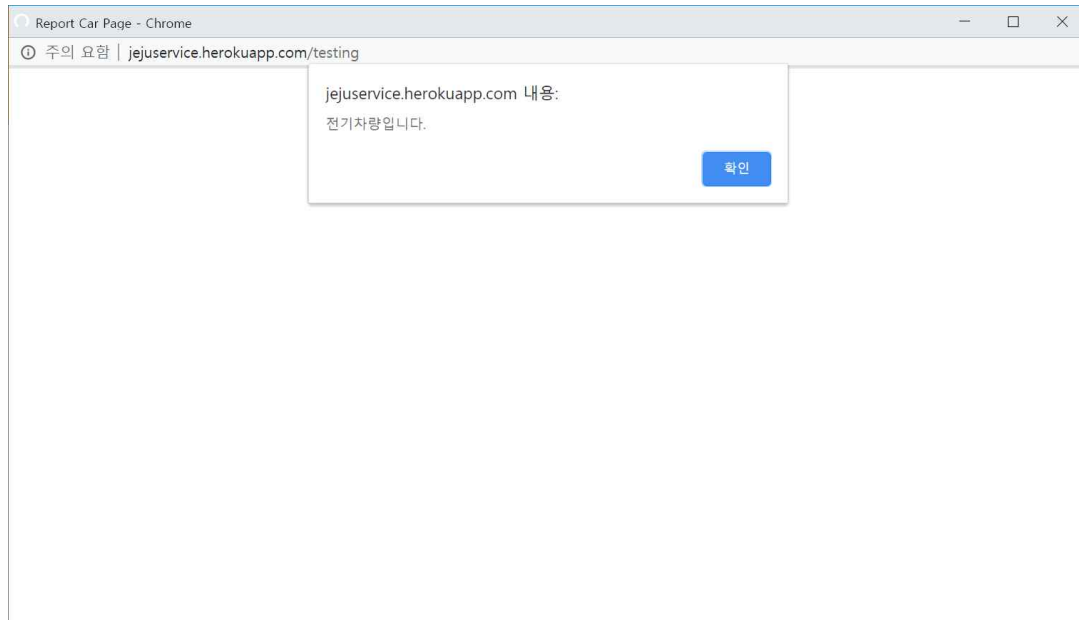 Report Car Page - Chrome
주의 요함 | jejuservice.herokuapp.com/testing
jejuservice.herokuapp.com 내용:
전기차량입니다.
확인